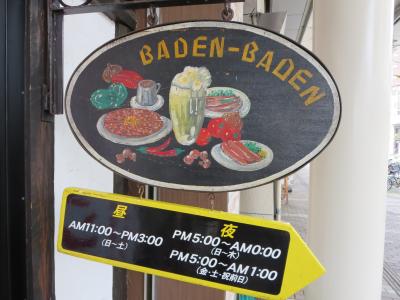 BADEN-BADEN
昼
AM11:00〜PM3:00
(日〜土)
夜
PM5:00〜AM0:00
(日〜木)
PM5:00〜AM1:00
(金・土・祝前日)